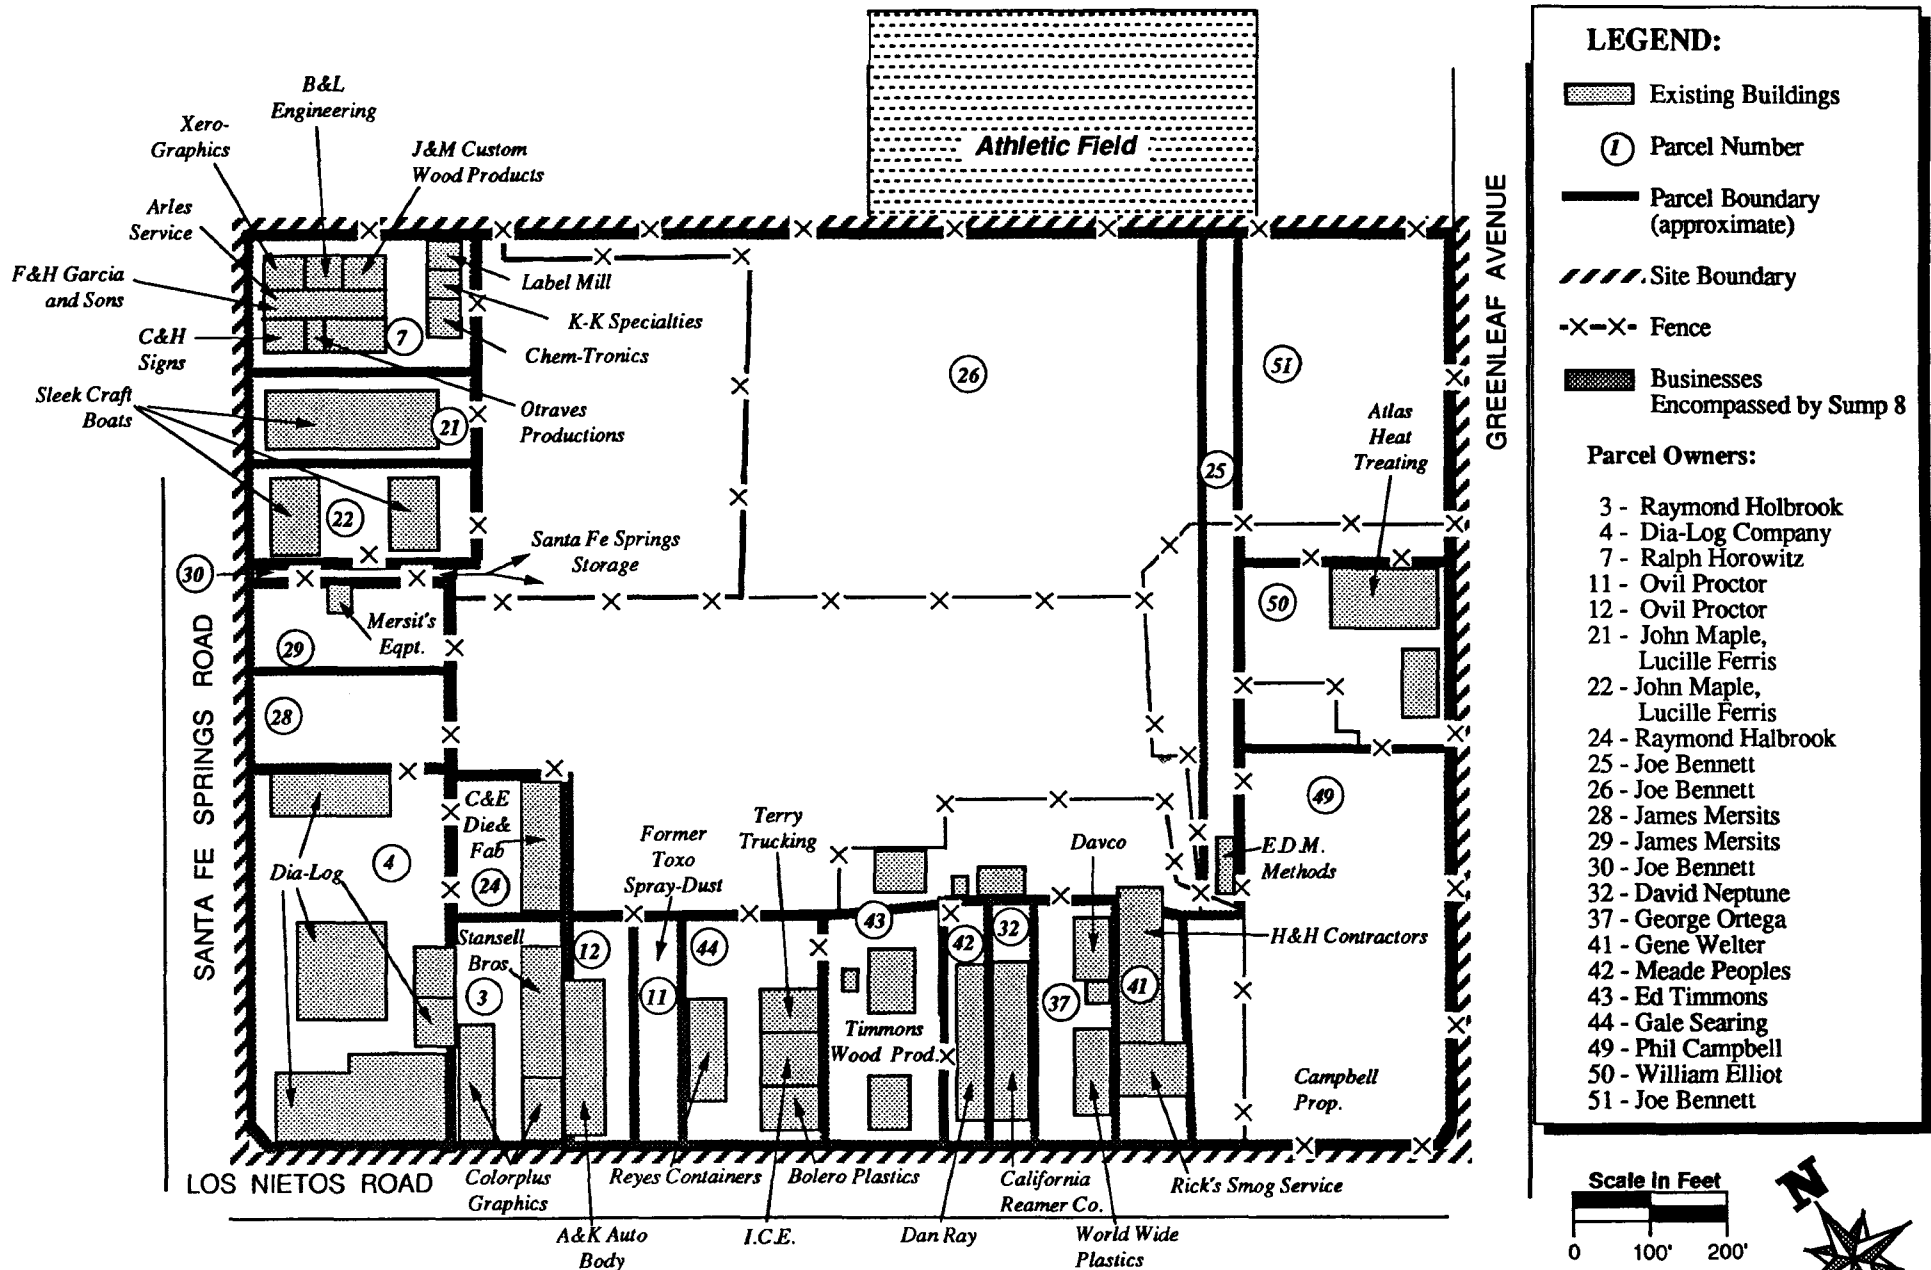 B&L
Engineering
Xero-
Graphics
J&M Custom
Wood Products
Arles
Service
F&H Garcia
and Sons
C&H
Signs
Sleek Craft
Boats
Label Mill
K-K Specialties
Chem-Tronics
Otraves
Productions
7
21
22
30
Santa Fe Springs
Storage
Mersit's
Eqpt.
29
28
Athletic Field
26
25
51
Atlas
Heat
Treating
50
49
GREENLEAF AVENUE
SANTA FE SPRINGS ROAD
C&E
Die&
Fab
24
Dia-Log
4
Former
Toxo
Spray-Dust
Terry
Trucking
Davco
E.D.M.
Methods
Stansell
Bros.
3
12
11
44
43
42
32
37
41
H&H Contractors
Timmons
Wood Prod.
Campbell
Prop.
LOS NIETOS ROAD
Colorplus
Graphics
Reyes Containers
Bolero Plastics
California
Reamer Co.
Rick's Smog Service
A&K Auto
Body
I.C.E.
Dan Ray
World Wide
Plastics
LEGEND:
Existing Buildings
1 Parcel Number
Parcel Boundary
(approximate)
Site Boundary
-X-X- Fence
Businesses
Encompassed by Sump 8
Parcel Owners:
3 - Raymond Holbrook
4 - Dia-Log Company
7 - Ralph Horowitz
11 - Ovil Proctor
12 - Ovil Proctor
21 - John Maple,
Lucille Ferris
22 - John Maple,
Lucille Ferris
24 - Raymond Halbrook
25 - Joe Bennett
26 - Joe Bennett
28 - James Mersits
29 - James Mersits
30 - Joe Bennett
32 - David Neptune
37 - George Ortega
41 - Gene Welter
42 - Meade Peoples
43 - Ed Timmons
44 - Gale Searing
49 - Phil Campbell
50 - William Elliot
51 - Joe Bennett
Scale in Feet
0 100' 200'
N